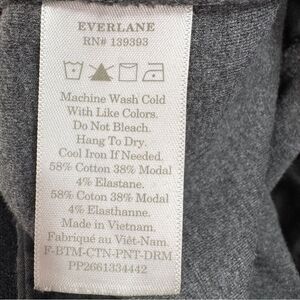 EVERLANE
RN# 139393
Machine Wash Cold
With Like Colors.
Do Not Bleach.
Hang To Dry.
Cool Iron If Needed.
58% Cotton 38% Modal
4% Elastane.
58% Coton 38% Modal
4% Elasthanne.
Made in Vietnam.
Fabriqué au Viêt-Nam.
F-BTM-CTN-PNT-DRM
PP2661334442